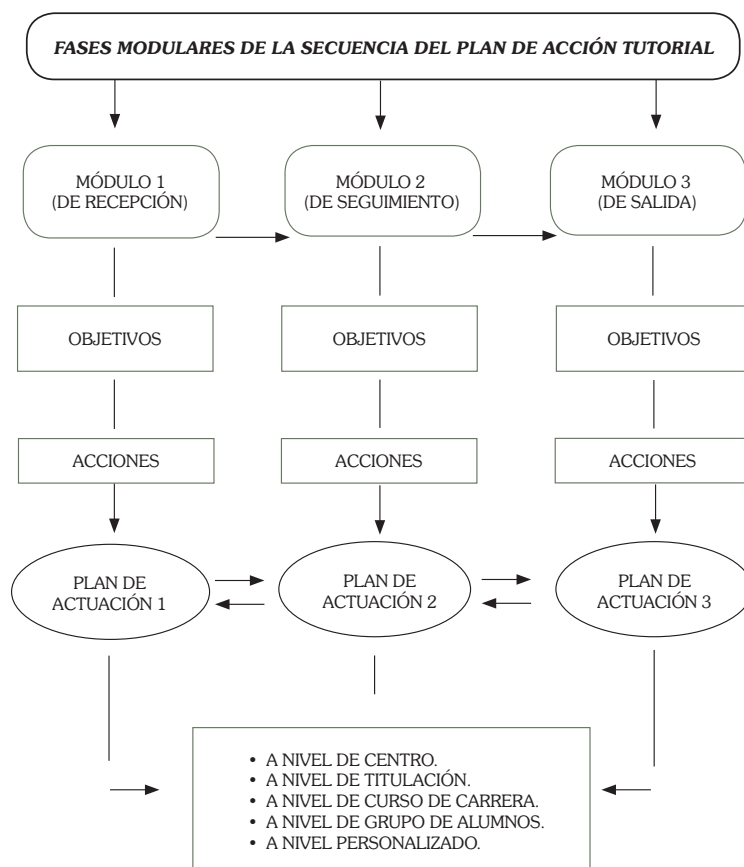 FASES MODULARES DE LA SECUENCIA DEL PLAN DE ACCIÓN TUTORIAL
MÓDULO 1
(DE RECEPCIÓN)
MÓDULO 2
(DE SEGUIMIENTO)
MÓDULO 3
(DE SALIDA)
OBJETIVOS
OBJETIVOS
OBJETIVOS
ACCIONES
ACCIONES
ACCIONES
PLAN DE
ACTUACIÓN 1
PLAN DE
ACTUACIÓN 2
PLAN DE
ACTUACIÓN 3
• A NIVEL DE CENTRO.
• A NIVEL DE TITULACIÓN.
• A NIVEL DE CURSO DE CARRERA.
• A NIVEL DE GRUPO DE ALUMNOS.
• A NIVEL PERSONALIZADO.